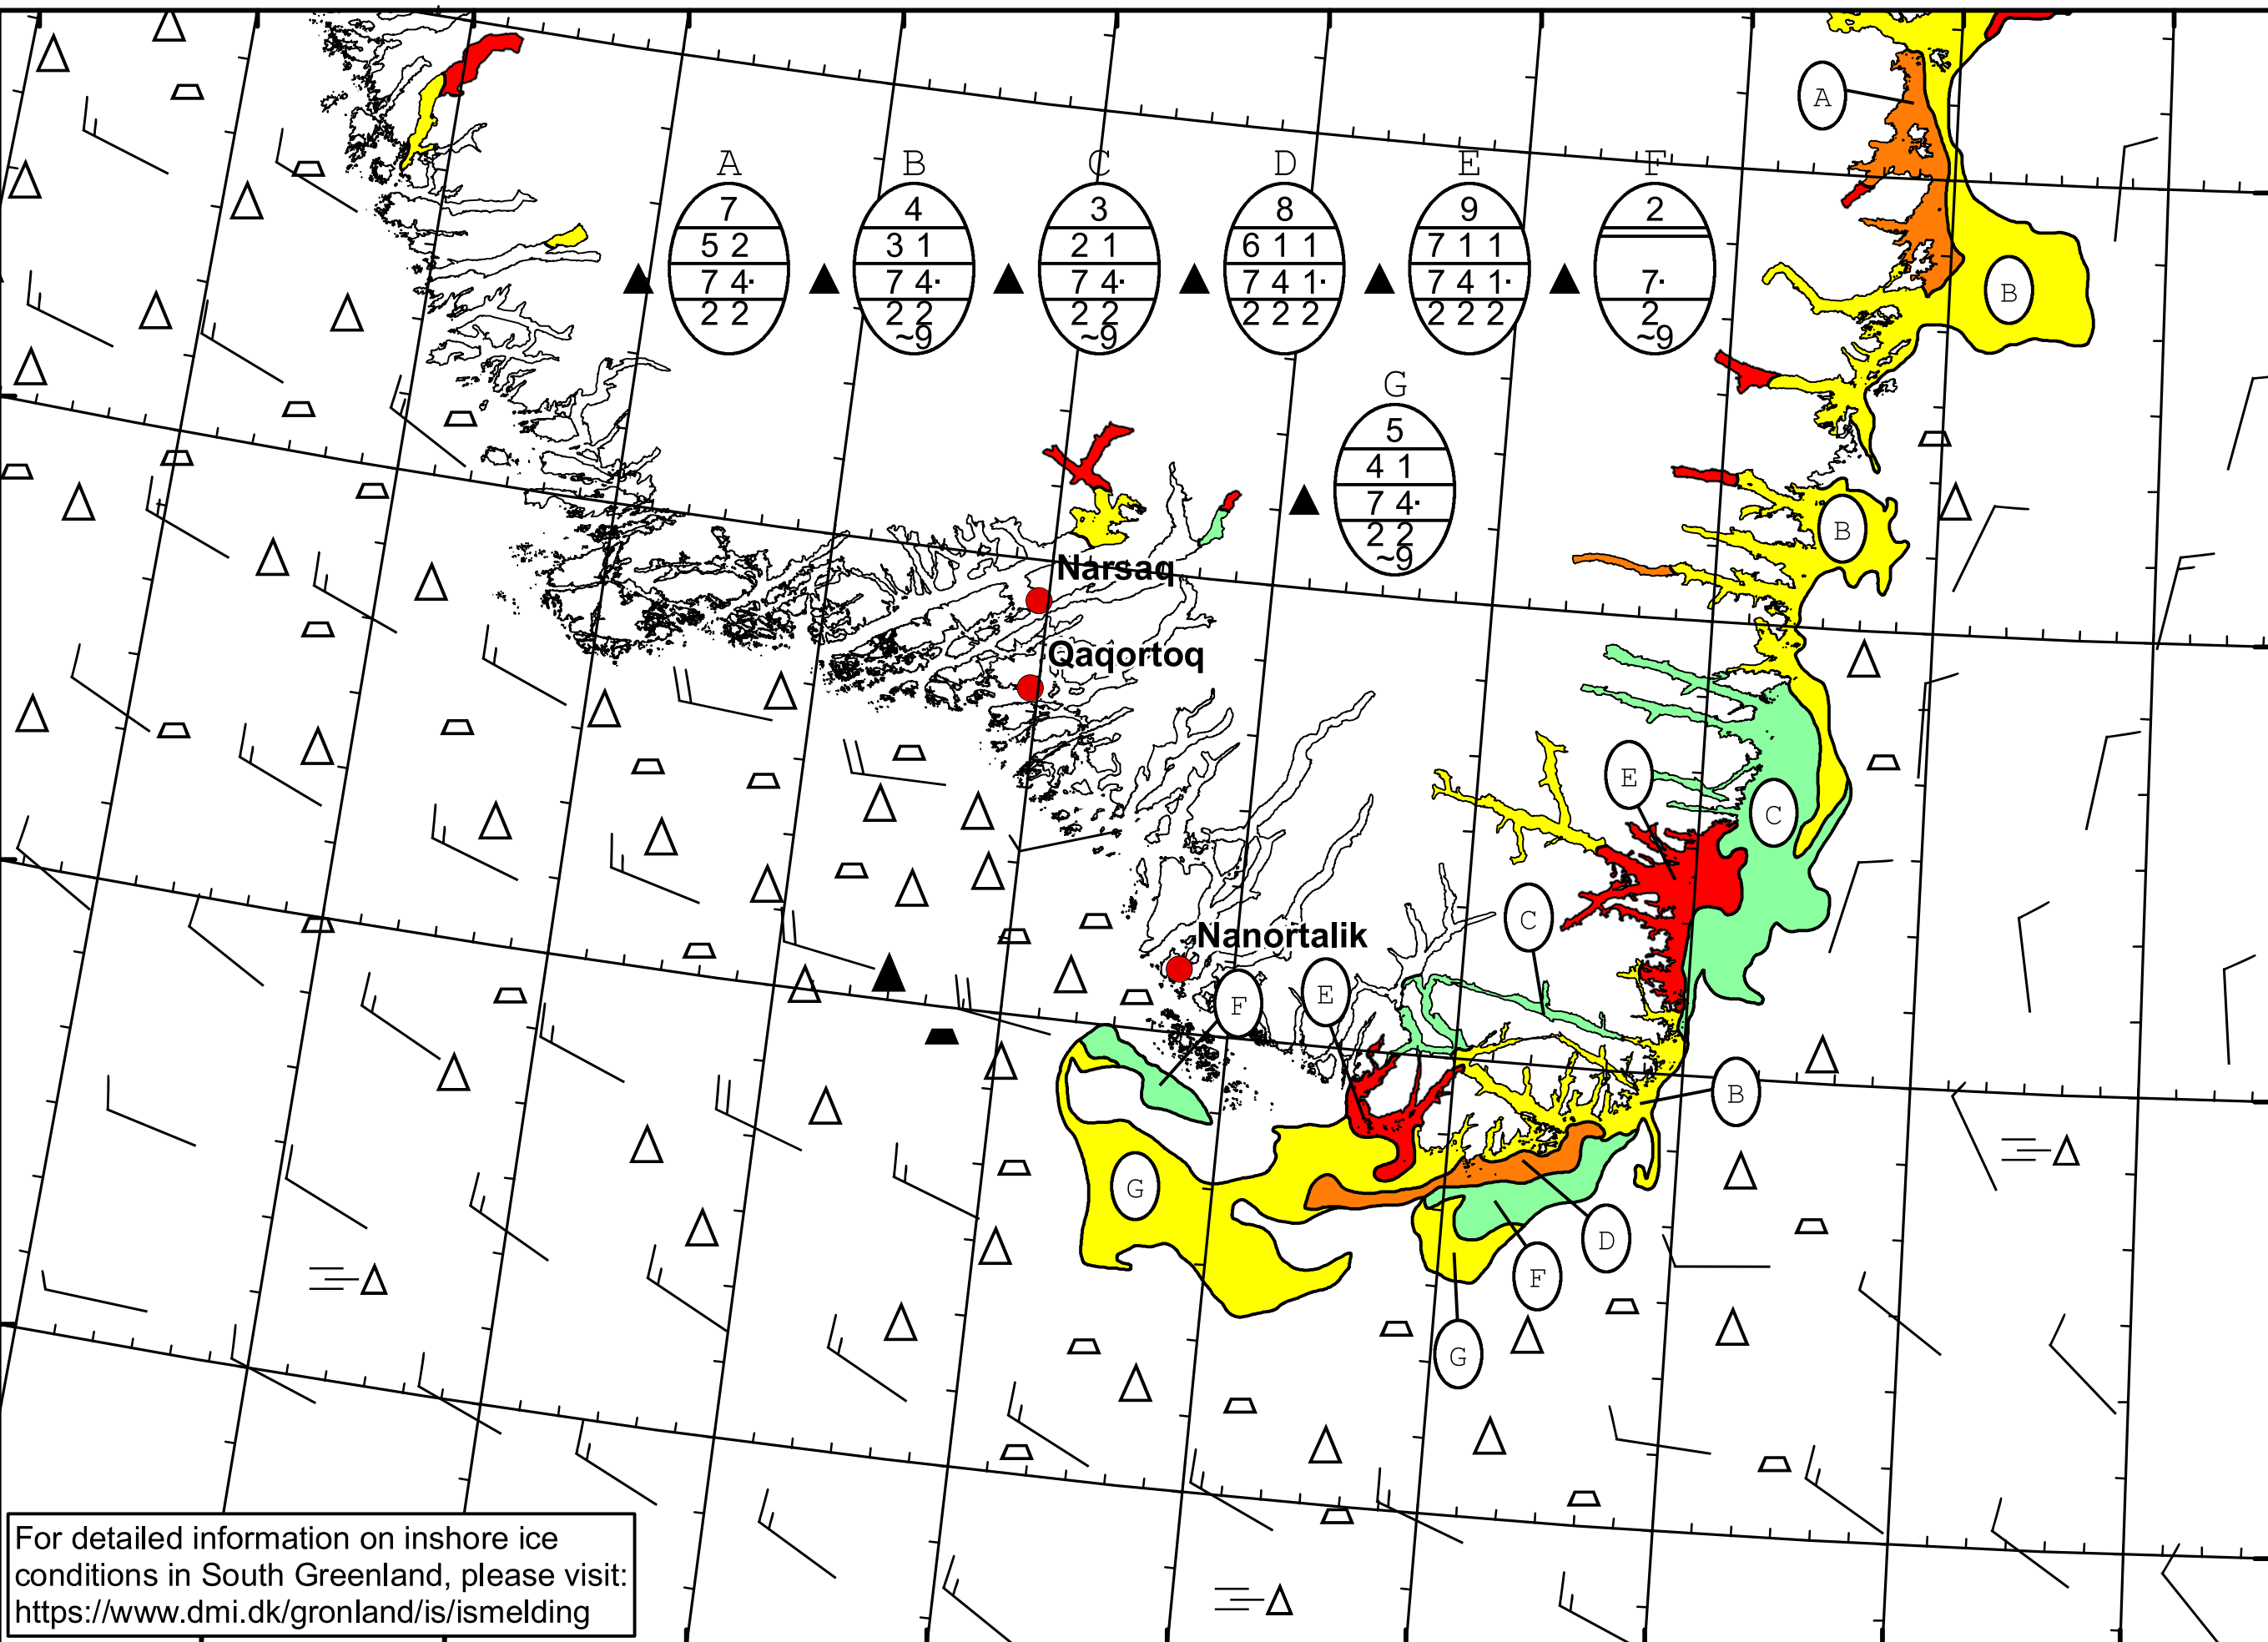 A
A B C D E F
7
5 2
7 4·
2 2
4
3 1
7 4·
2 2
~9
3
2 1
7 4·
2 2
~9
8
6 1 1
7 4 1·
2 2 2
9
7 1 1
7 4 1·
2 2 2
2
7·
2
~9
B
G
5
4 1
7 4·
2 2
~9
B
Narsaq
Qaqortoq
E
C
C
Nanortalik
F
E
B
G
D
F
G
For detailed information on inshore ice
conditions in South Greenland, please visit:
https://www.dmi.dk/gronland/is/ismelding